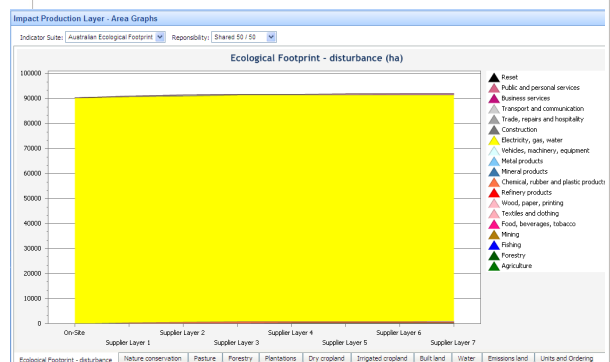 Impact Production Layer - Area Graphs
Indicator Suite: Australian Ecological Footprint Reponsibility: Shared 50 / 50
Ecological Footprint - disturbance (ha)
100000
90000
80000
70000
60000
50000
40000
30000
20000
10000
0
On-Site
Supplier Layer 1
Supplier Layer 2
Supplier Layer 3
Supplier Layer 4
Supplier Layer 5
Supplier Layer 6
Supplier Layer 7
Reset
Public and personal services
Business services
Transport and communication
Trade, repairs and hospitality
Construction
Electricity, gas, water
Vehicles, machinery, equipment
Metal products
Mineral products
Chemical, rubber and plastic products
Refinery products
Wood, paper, printing
Textiles and clothing
Food, beverages, tobacco
Mining
Fishing
Forestry
Agriculture
Ecological Footprint - disturbance Nature conservation Pasture Forestry Plantations Dry cropland Irrigated cropland Built land Water Emissions land Units and Ordering